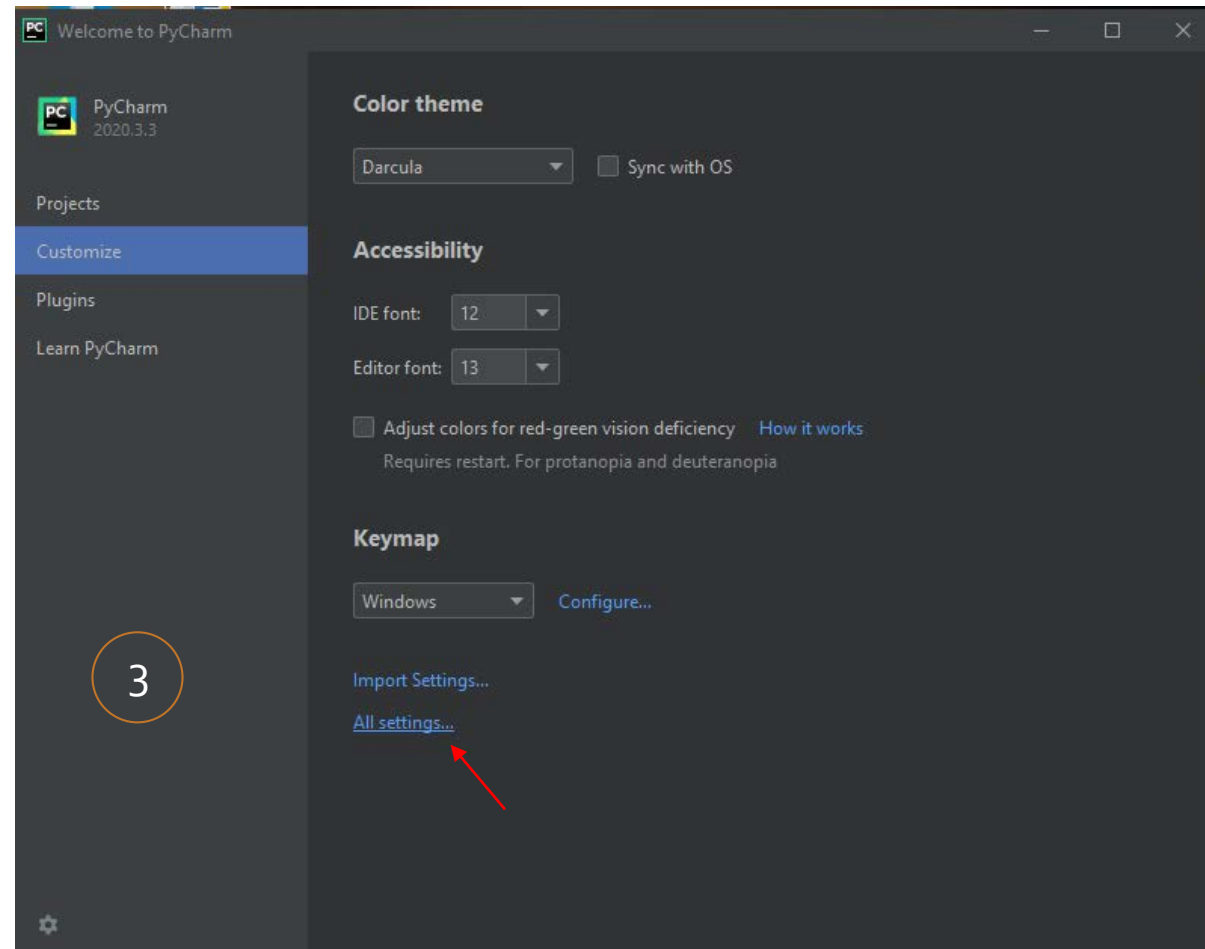 PC Welcome to PyCharm
PC PyCharm
2020.3.3
Projects
Customize
Plugins
Learn PyCharm
3
Color theme
Darcula Sync with OS
Accessibility
IDE font: 12
Editor font: 13
Adjust colors for red-green vision deficiency How it works
Requires restart. For protanopia and deuteranopia
Keymap
Windows Configure...
Import Settings...
All settings...